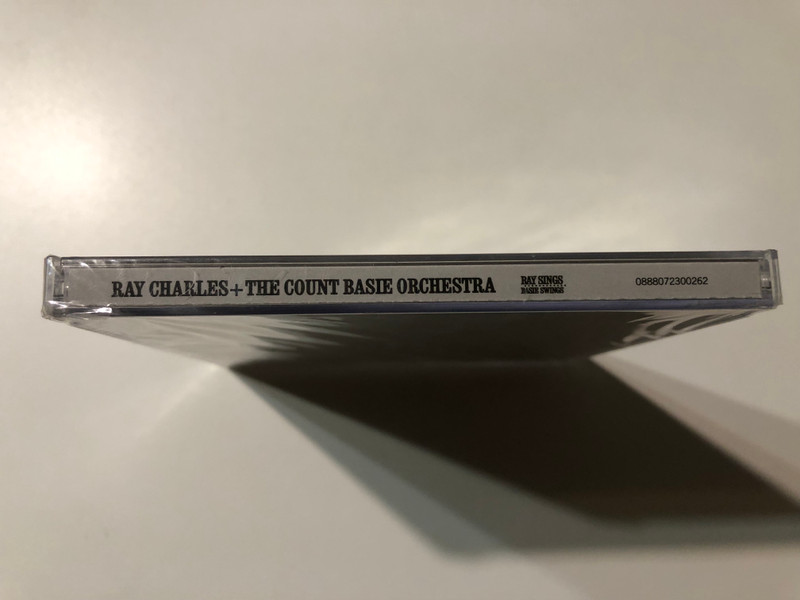 RAY CHARLES+THE COUNT BASIE ORCHESTRA
RAY SINGS
BASIE SWINGS
0888072300262